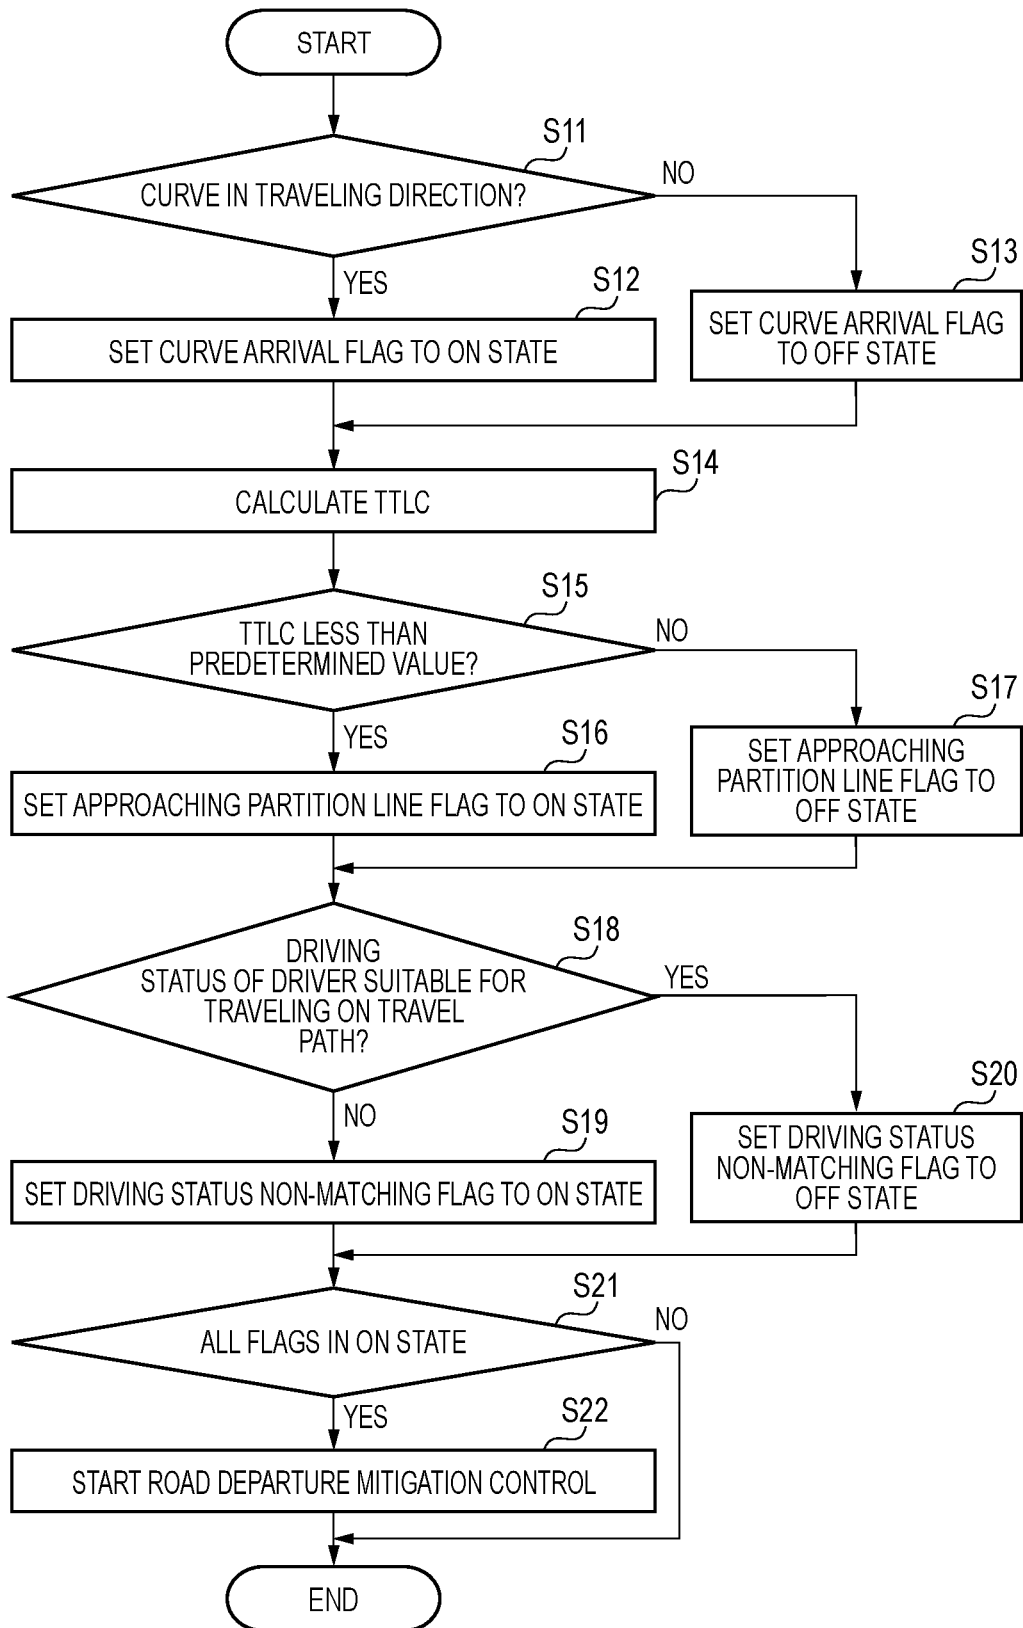 START
S11
CURVE IN TRAVELING DIRECTION?
NO
YES
S12
SET CURVE ARRIVAL FLAG TO ON STATE
S13
SET CURVE ARRIVAL FLAG
TO OFF STATE
S14
CALCULATE TTLC
S15
TTLC LESS THAN
PREDETERMINED VALUE?
NO
YES
S16
SET APPROACHING PARTITION LINE FLAG TO ON STATE
S17
SET APPROACHING
PARTITION LINE FLAG TO
OFF STATE
S18
DRIVING
STATUS OF DRIVER SUITABLE FOR
TRAVELING ON TRAVEL
PATH?
YES
NO
S19
SET DRIVING STATUS NON-MATCHING FLAG TO ON STATE
S20
SET DRIVING STATUS
NON-MATCHING FLAG TO
OFF STATE
S21
ALL FLAGS IN ON STATE
NO
YES
S22
START ROAD DEPARTURE MITIGATION CONTROL
END